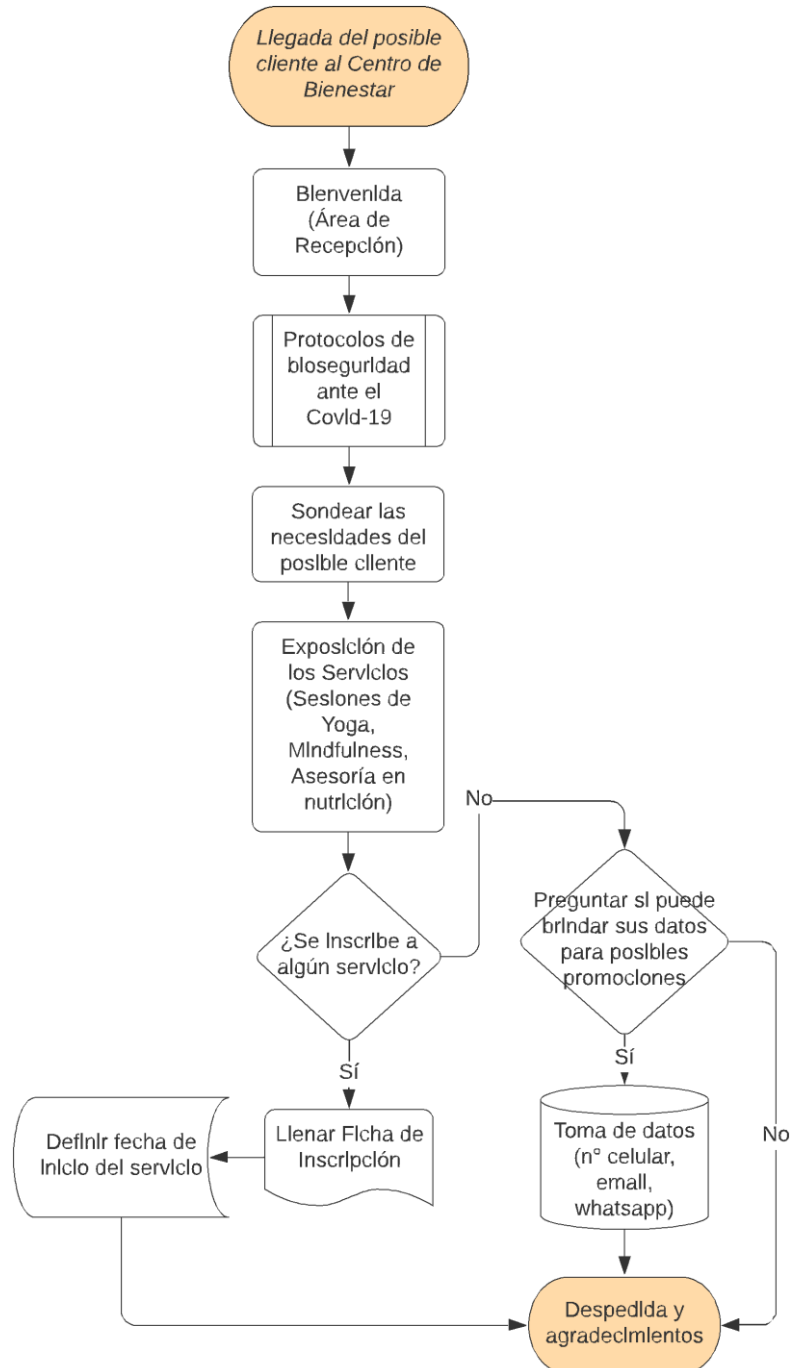 Llegada del posible
cliente al Centro de
Bienestar
Bienvenida
(Área de
Recepción)
Protocolos de
bioseguridad
ante el
Covid-19
Sondear las
necesidades del
posible cliente
Exposición de
los Servicios
(Sesiones de
Yoga,
Mindfulness,
Asesoría en
nutrición)
No
¿Se inscribe a
algún servicio?
Preguntar si puede
brindar sus datos
para posibles
promociones
Sí
Sí
Llenar Ficha de
Inscripción
Definir fecha de
inicio del servicio
Toma de datos
(n° celular,
email,
whatsapp)
No
Despedida y
agradecimientos